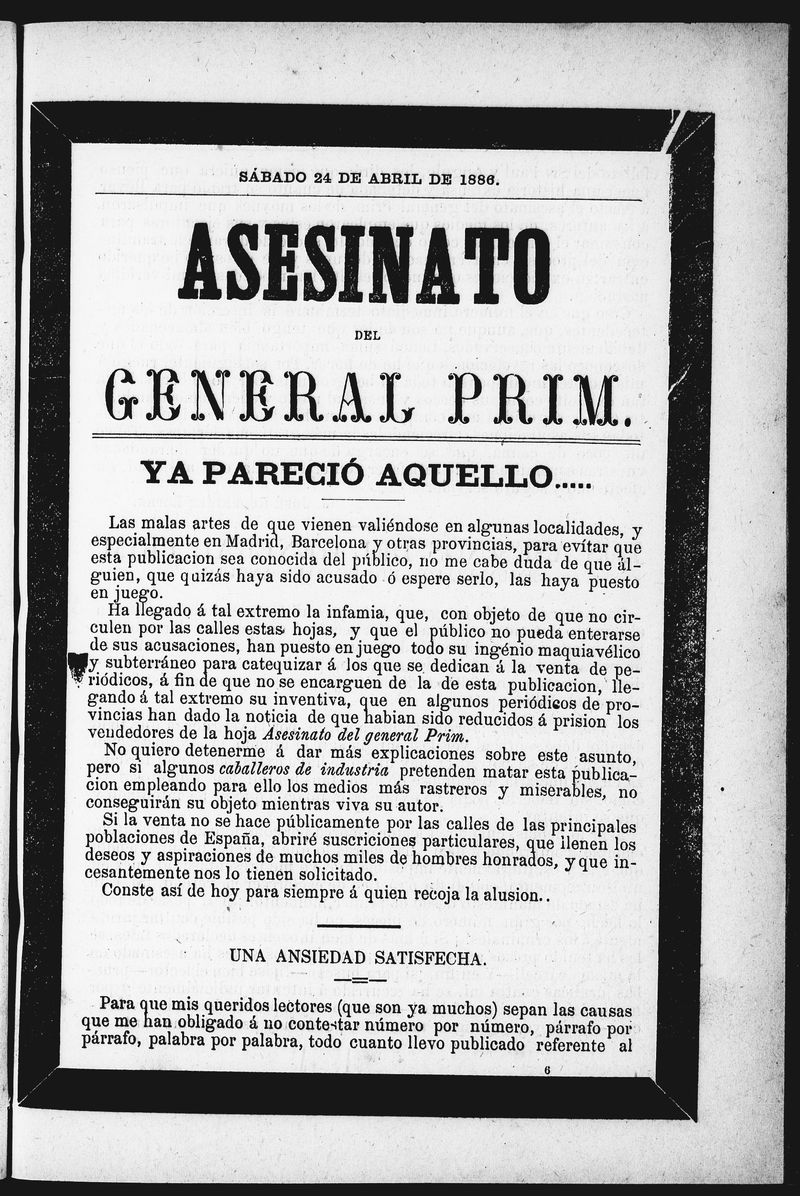 SÁBADO 24 DE ABRIL DE 1886.
ASESINATO
DEL
GENERAL PRIM.
YA PARECIÓ AQUELLO.....
Las malas artes de que vienen valiéndose en algunas localidades, y
especialmente en Madrid, Barcelona y otras provincias, para evítar que
esta publicacion sea conocida del público, no me cabe duda de que al-
guien, que quizás haya sido acusado ó espere serlo, las haya puesto
en juego.
Ha llegado á tal extremo la infamia, que, con objeto de que no cir-
culen por las calles estas hojas, y que el público no pueda enterarse
de sus acusaciones, han puesto en juego todo su ingénio maquiavélico
y subterráneo para catequizar á los que se dedican á la venta de pe-
riódicos, á fin de que no se encarguen de la de esta publicacion, lle-
gando á tal extremo su inventiva, que en algunos periódicos de pro-
vincias han dado la noticia de que habian sido reducidos á prision los
vendedores de la hoja Asesinato del general Prim.
No quiero detenerme á dar más explicaciones sobre este asunto,
pero si algunos caballeros de industria pretenden matar esta publica-
cion empleando para ello los medios más rastreros y miserables, no
conseguirán su objeto mientras viva su autor.
Si la venta no se hace públicamente por las calles de las principales
poblaciones de España, abriré suscriciones particulares, que llenen los
deseos y aspiraciones de muchos miles de hombres honrados, y que in-
cesantemente nos lo tienen solicitado.
Conste así de hoy para siempre á quien recoja la alusion..
UNA ANSIEDAD SATISFECHA.
Para que mis queridos lectores (que son ya muchos) sepan las causas
que me han obligado á no contestar número por número, párrafo por
párrafo, palabra por palabra, todo cuanto llevo publicado referente al
6